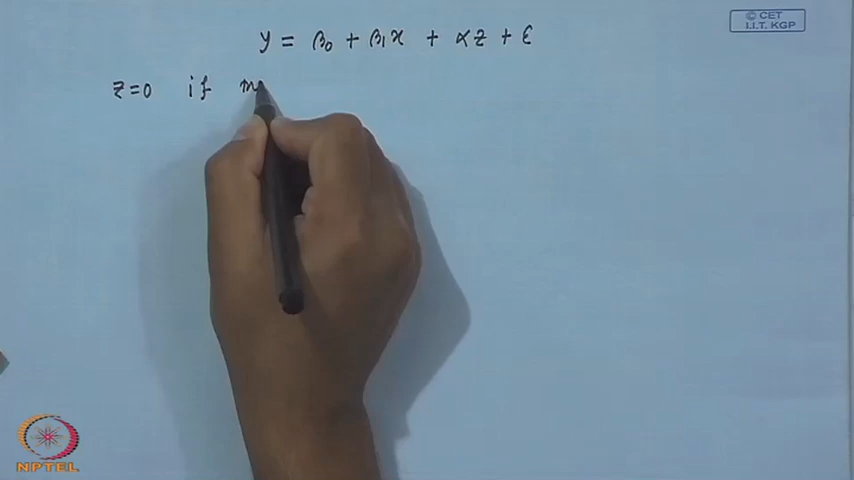 © CET
I.I.T. KGP
y = β₀ + β₁x + αz + ε
z=0 if m
NPTEL